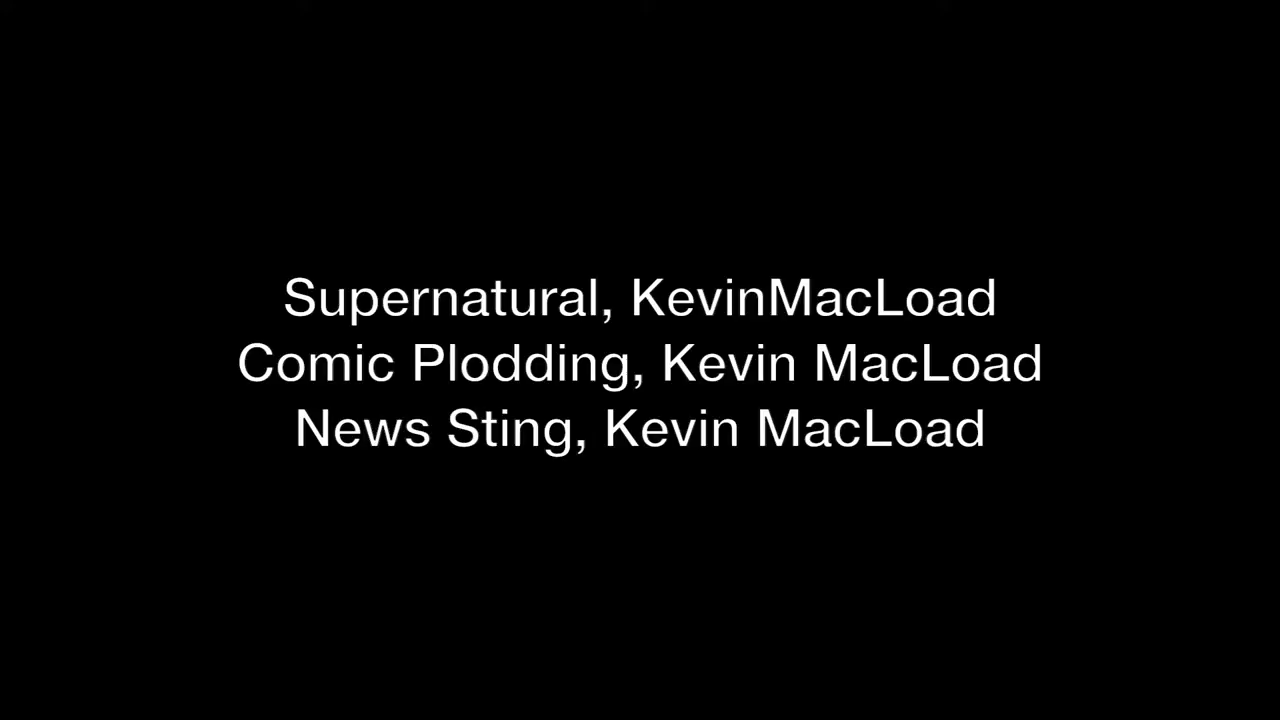 Supernatural, KevinMacLoad
Comic Plodding, Kevin MacLoad
News Sting, Kevin MacLoad